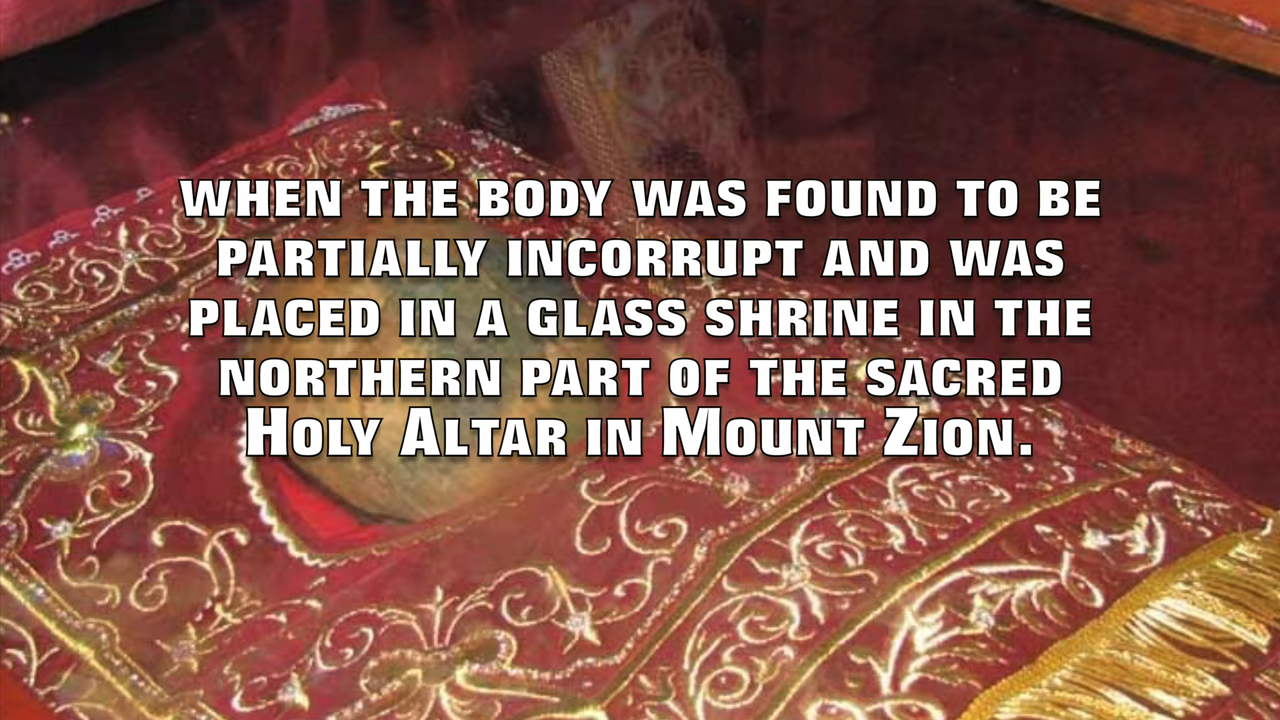 WHEN THE BODY WAS FOUND TO BE
PARTIALLY INCORRUPT AND WAS
PLACED IN A GLASS SHRINE IN THE
NORTHERN PART OF THE SACRED
HOLY ALTAR IN MOUNT ZION.